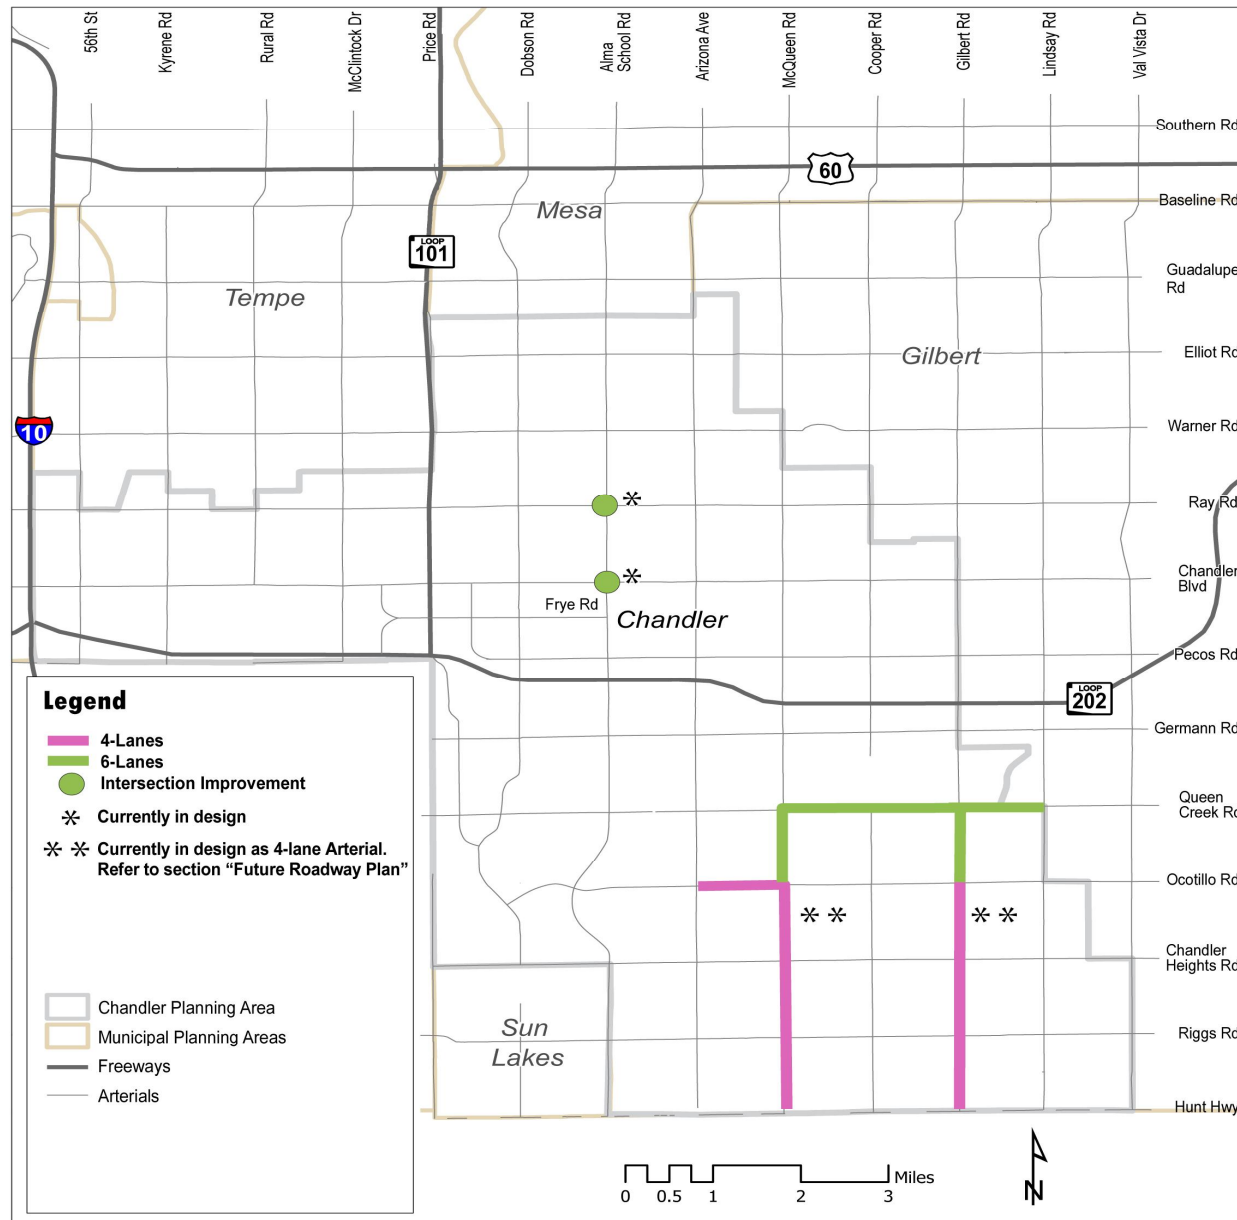 56th St
Kyrene Rd
Rural Rd
McClintock Dr
Price Rd
Dobson Rd
Alma
School Rd
Arizona Ave
McQueen Rd
Cooper Rd
Gilbert Rd
Lindsay Rd
Val Vista Dr
Southern Rd
60
Baseline Rd
Mesa
LOOP
101
Guadalupe
Rd
Tempe
Elliot Rd
Gilbert
Warner Rd
10
Ray Rd
Chandler
Blvd
Frye Rd
Chandler
Pecos Rd
LOOP
202
Germann Rd
Queen
Creek Rd
Ocotillo Rd
Chandler
Heights Rd
Sun
Lakes
Riggs Rd
Hunt Hwy
Legend
4-Lanes
6-Lanes
Intersection Improvement
* Currently in design
* * Currently in design as 4-lane Arterial.
Refer to section “Future Roadway Plan”
Chandler Planning Area
Municipal Planning Areas
Freeways
Arterials
*
*
* *
* *
Miles
0 0.5 1 2 3
N